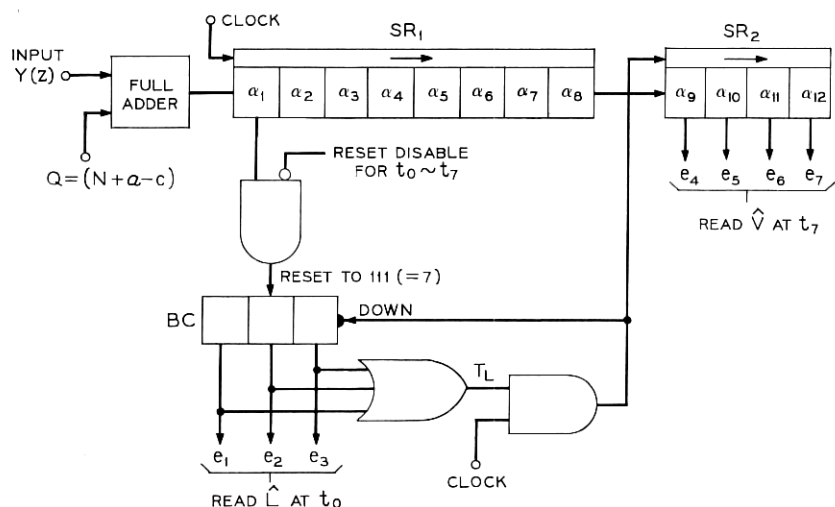 CLOCK
SR₁
SR₂
INPUT
Y(Z)
FULL
ADDER
α₁ α₂ α₃ α₄ α₅ α₆ α₇ α₈
α₉ α₁₀ α₁₁ α₁₂
Q=(N+a-c)
RESET DISABLE
FOR t₀~t₇
e₄ e₅ e₆ e₇
READ V̂ AT t₇
RESET TO 111 (=7)
BC
DOWN
T_L
e₁ e₂ e₃
CLOCK
READ L̂ AT t₀